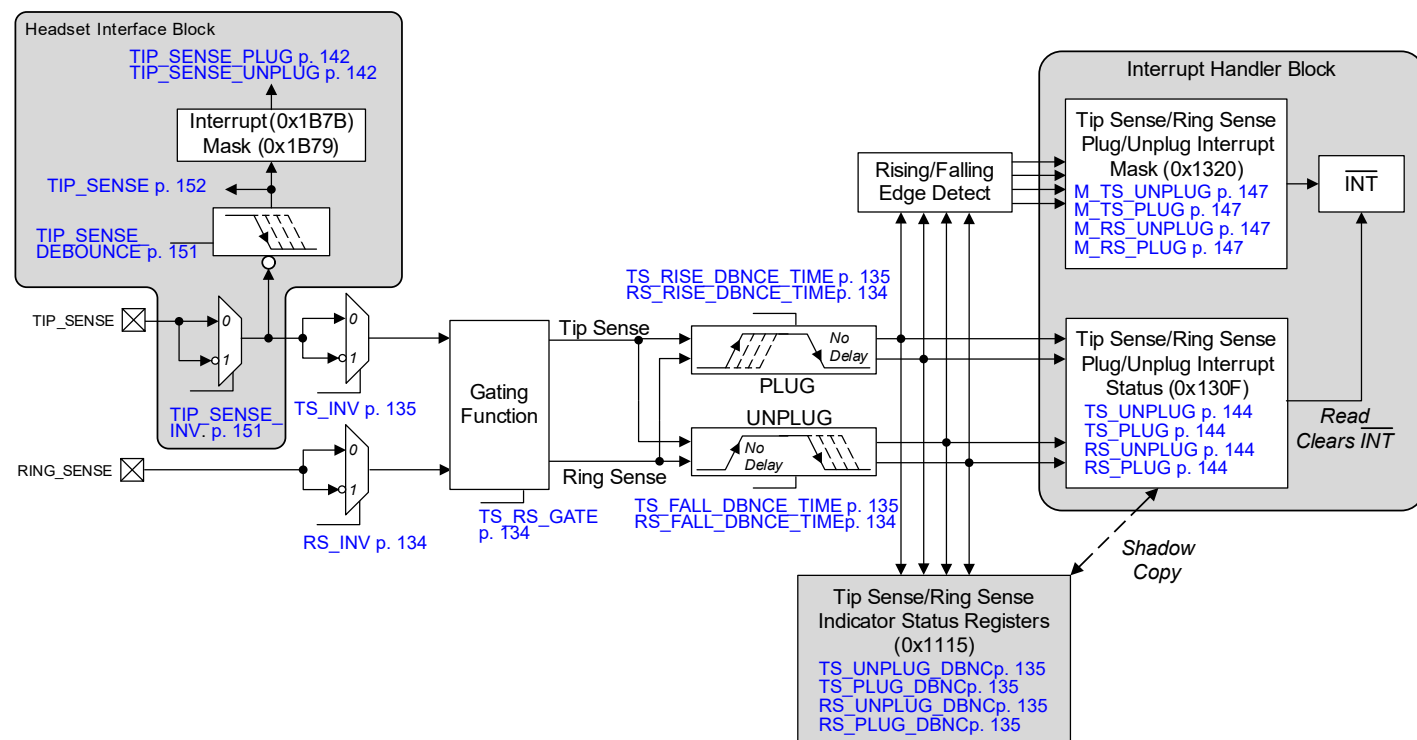 Headset Interface Block
TIP_SENSE_PLUG p. 142
TIP_SENSE_UNPLUG p. 142
Interrupt (0x1B7B)
Mask (0x1B79)
TIP_SENSE p. 152
TIP_SENSE_
DEBOUNCE p. 151
TIP_SENSE
0
1
TIP_SENSE_
INV. p. 151
0
1
TS_INV p. 135
RING_SENSE
0
1
RS_INV p. 134
Gating
Function
TS_RS_GATE
p. 134
Tip Sense
Ring Sense
TS_RISE_DBNCE_TIME p. 135
RS_RISE_DBNCE_TIMEp. 134
No
Delay
PLUG
UNPLUG
No
Delay
TS_FALL_DBNCE_TIME p. 135
RS_FALL_DBNCE_TIMEp. 134
Rising/Falling
Edge Detect
Interrupt Handler Block
Tip Sense/Ring Sense
Plug/Unplug Interrupt
Mask (0x1320)
M_TS_UNPLUG p. 147
M_TS_PLUG p. 147
M_RS_UNPLUG p. 147
M_RS_PLUG p. 147
INT
Tip Sense/Ring Sense
Plug/Unplug Interrupt
Status (0x130F)
TS_UNPLUG p. 144
TS_PLUG p. 144
RS_UNPLUG p. 144
RS_PLUG p. 144
Read
Clears INT
Shadow
Copy
Tip Sense/Ring Sense
Indicator Status Registers
(0x1115)
TS_UNPLUG_DBNCp. 135
TS_PLUG_DBNCp. 135
RS_UNPLUG_DBNCp. 135
RS_PLUG_DBNCp. 135